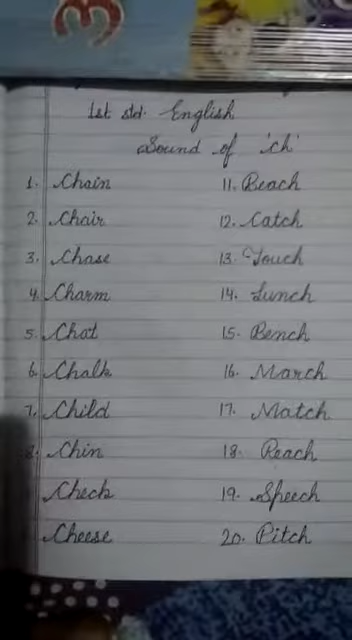 1st std. English
Sound of 'ch'
1. Chain 11. Beach
2. Chair 12. Catch
3. Chase 13. Touch
4. Charm 14. Lunch
5. Chat 15. Bench
6. Chalk 16. March
7. Child 17. Match
8. Chin 18. Reach
Check 19. Speech
Cheese 20. Pitch